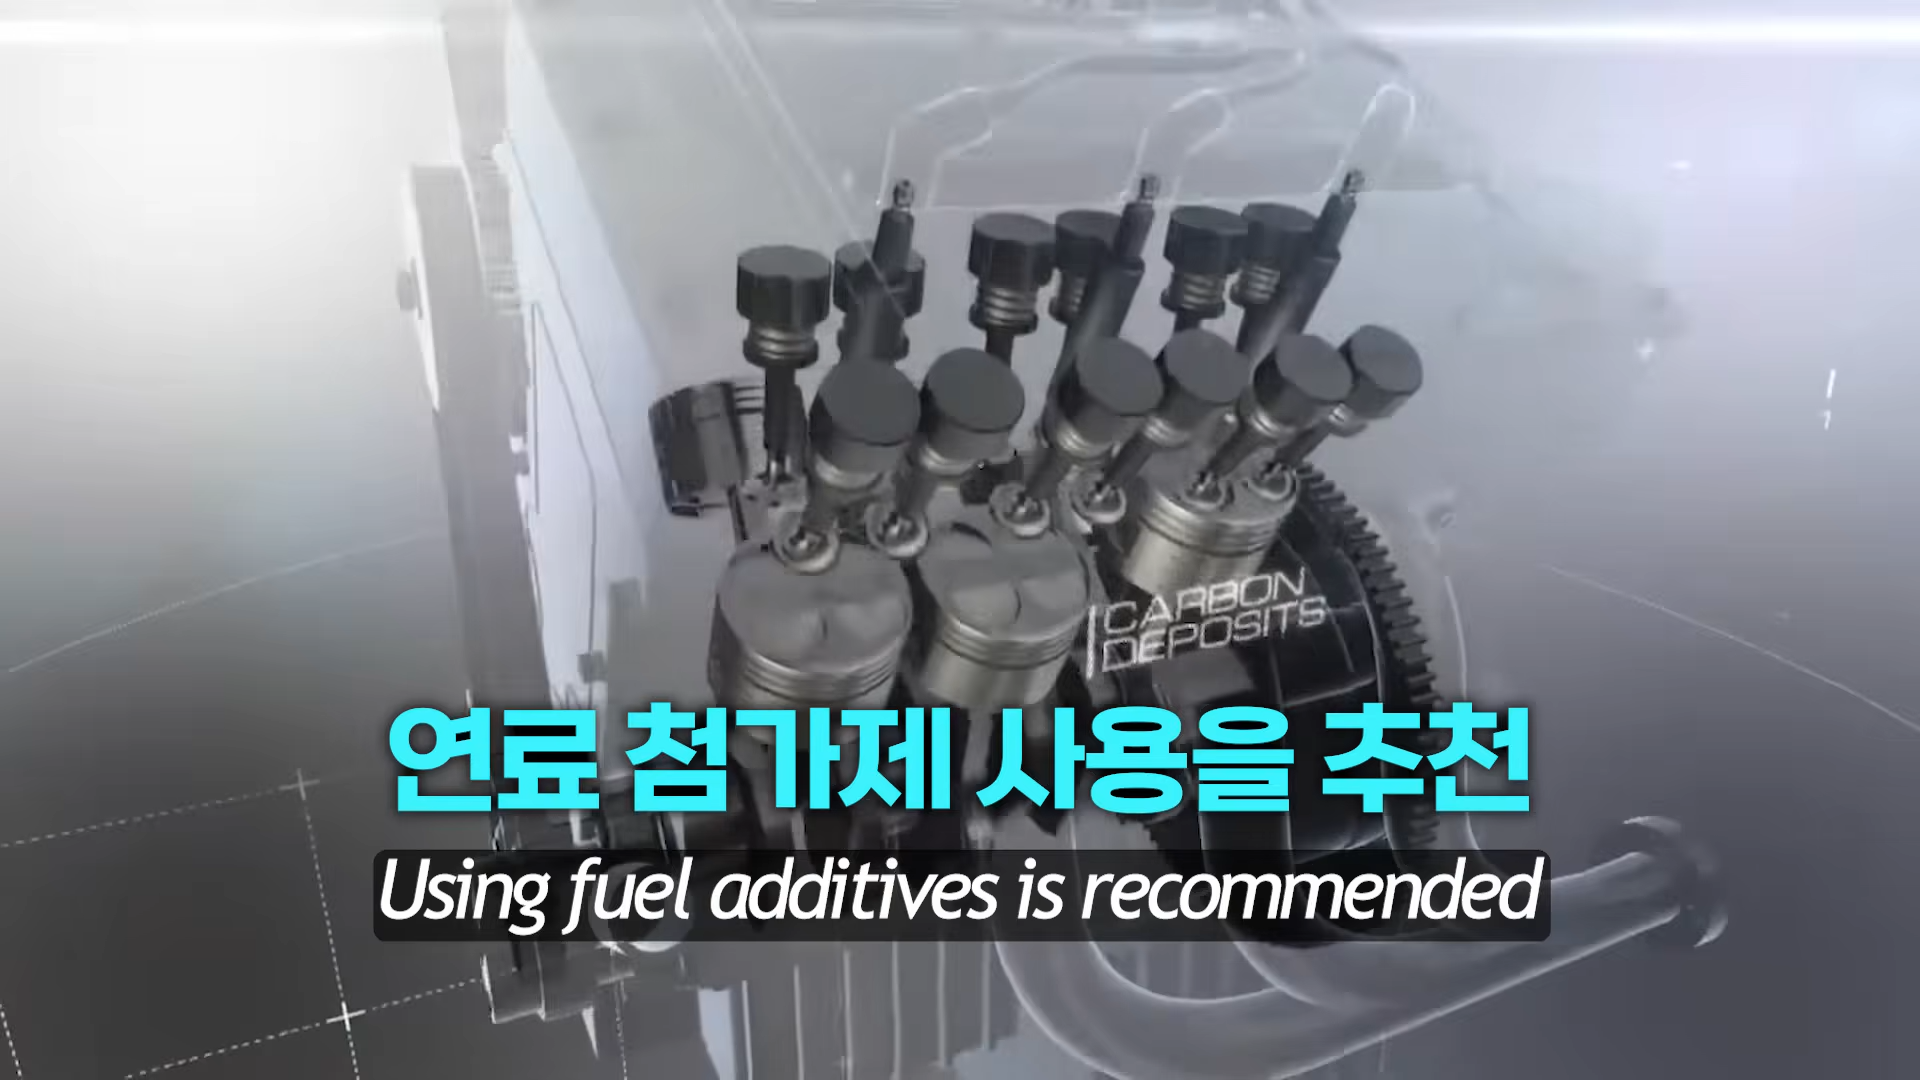 CARBON
DEPOSITS
연료 첨가제 사용을 추천
Using fuel additives is recommended